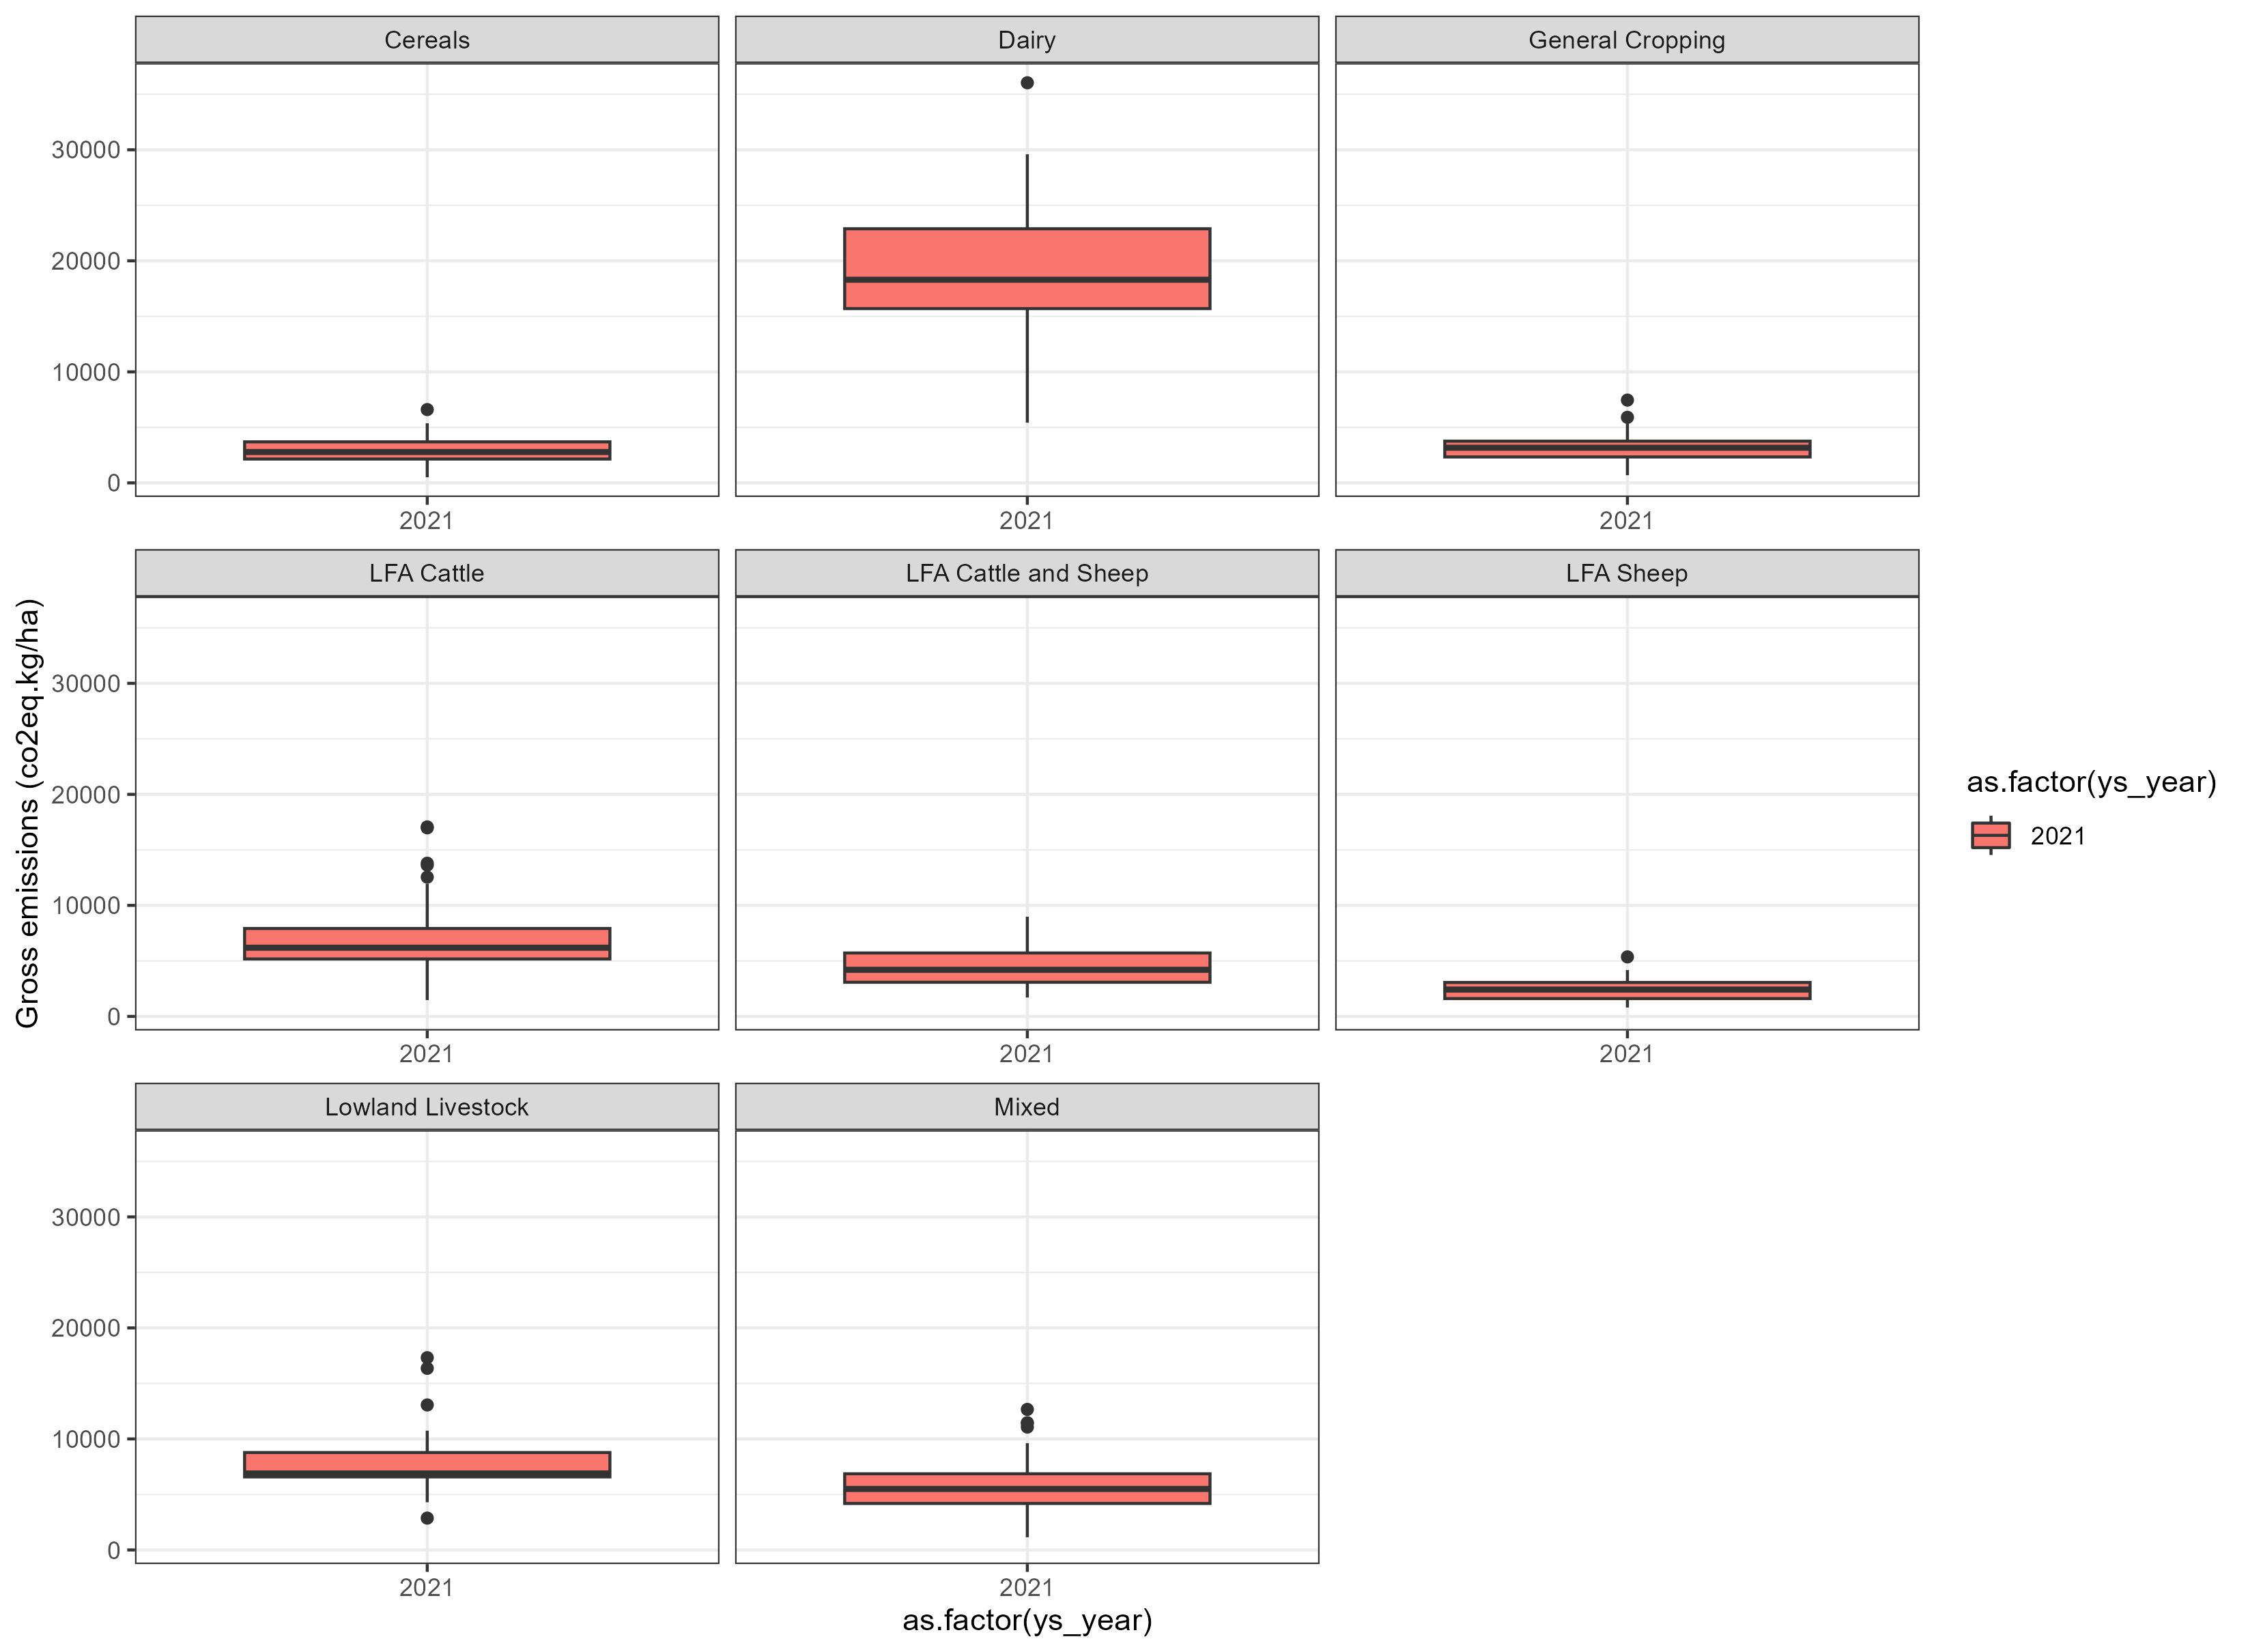 Cereals
Dairy
General Cropping
30000
20000
10000
0
2021
2021
2021
LFA Cattle
LFA Cattle and Sheep
LFA Sheep
Gross emissions (co2eq.kg/ha)
30000
20000
10000
0
2021
2021
2021
as.factor(ys_year)
2021
Lowland Livestock
Mixed
30000
20000
10000
0
2021
2021
as.factor(ys_year)